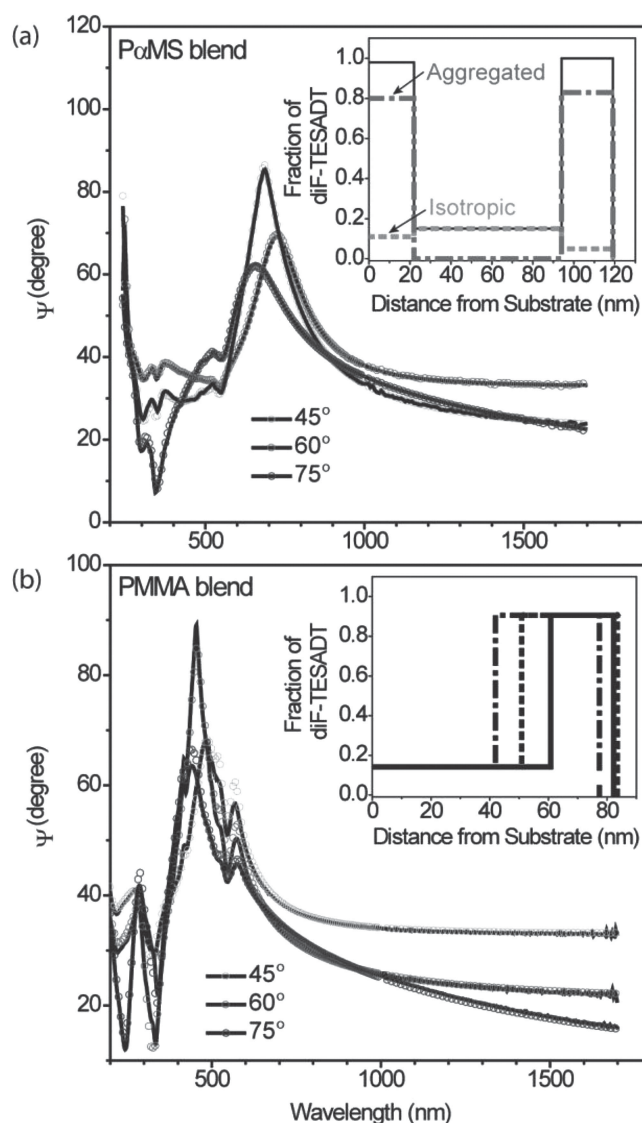 (a)
PαMS blend
120
100
80
60
40
20
0
Ψ (degree)
500
1000
1500
45°
60°
75°
1.0
0.8
0.6
0.4
0.2
0.0
Fraction of
diF-TESADT
Aggregated
Isotropic
0 20 40 60 80 100 120
Distance from Substrate (nm)
(b)
PMMA blend
100
80
60
40
20
Ψ (degree)
45°
60°
75°
1.0
0.8
0.6
0.4
0.2
0.0
Fraction of
diF-TESADT
0 20 40 60 80
Distance from Substrate (nm)
500
1000
1500
Wavelength (nm)